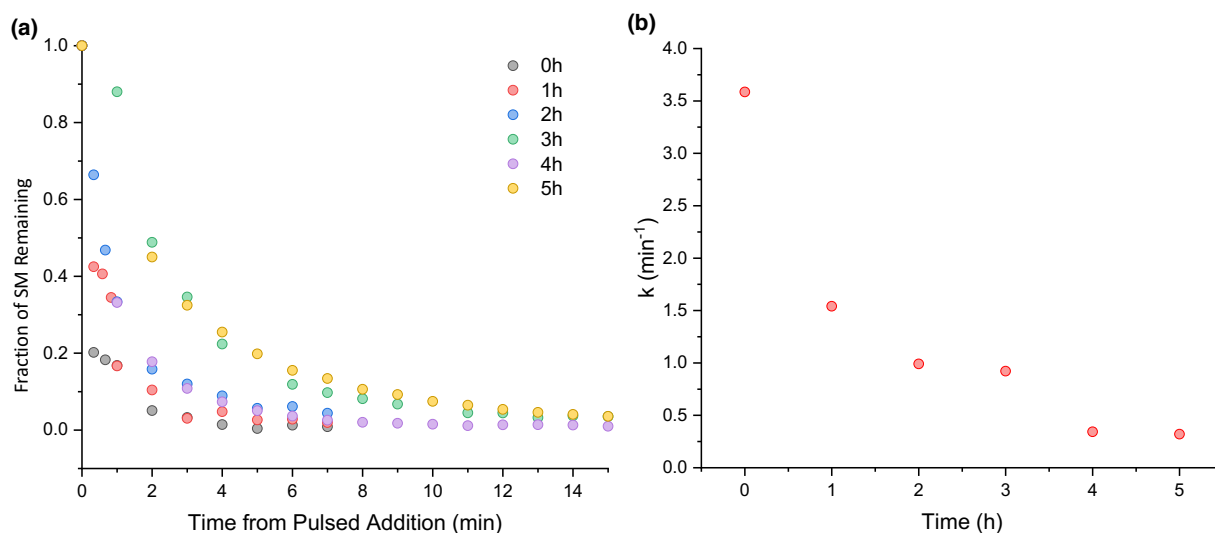 (a)
1.0
0.8
0.6
0.4
0.2
0.0
Fraction of SM Remaining
0 2 4 6 8 10 12 14
Time from Pulsed Addition (min)
0h
1h
2h
3h
4h
5h
(b)
4.0
3.5
3.0
2.5
2.0
1.5
1.0
0.5
0.0
k (min⁻¹)
0 1 2 3 4 5
Time (h)